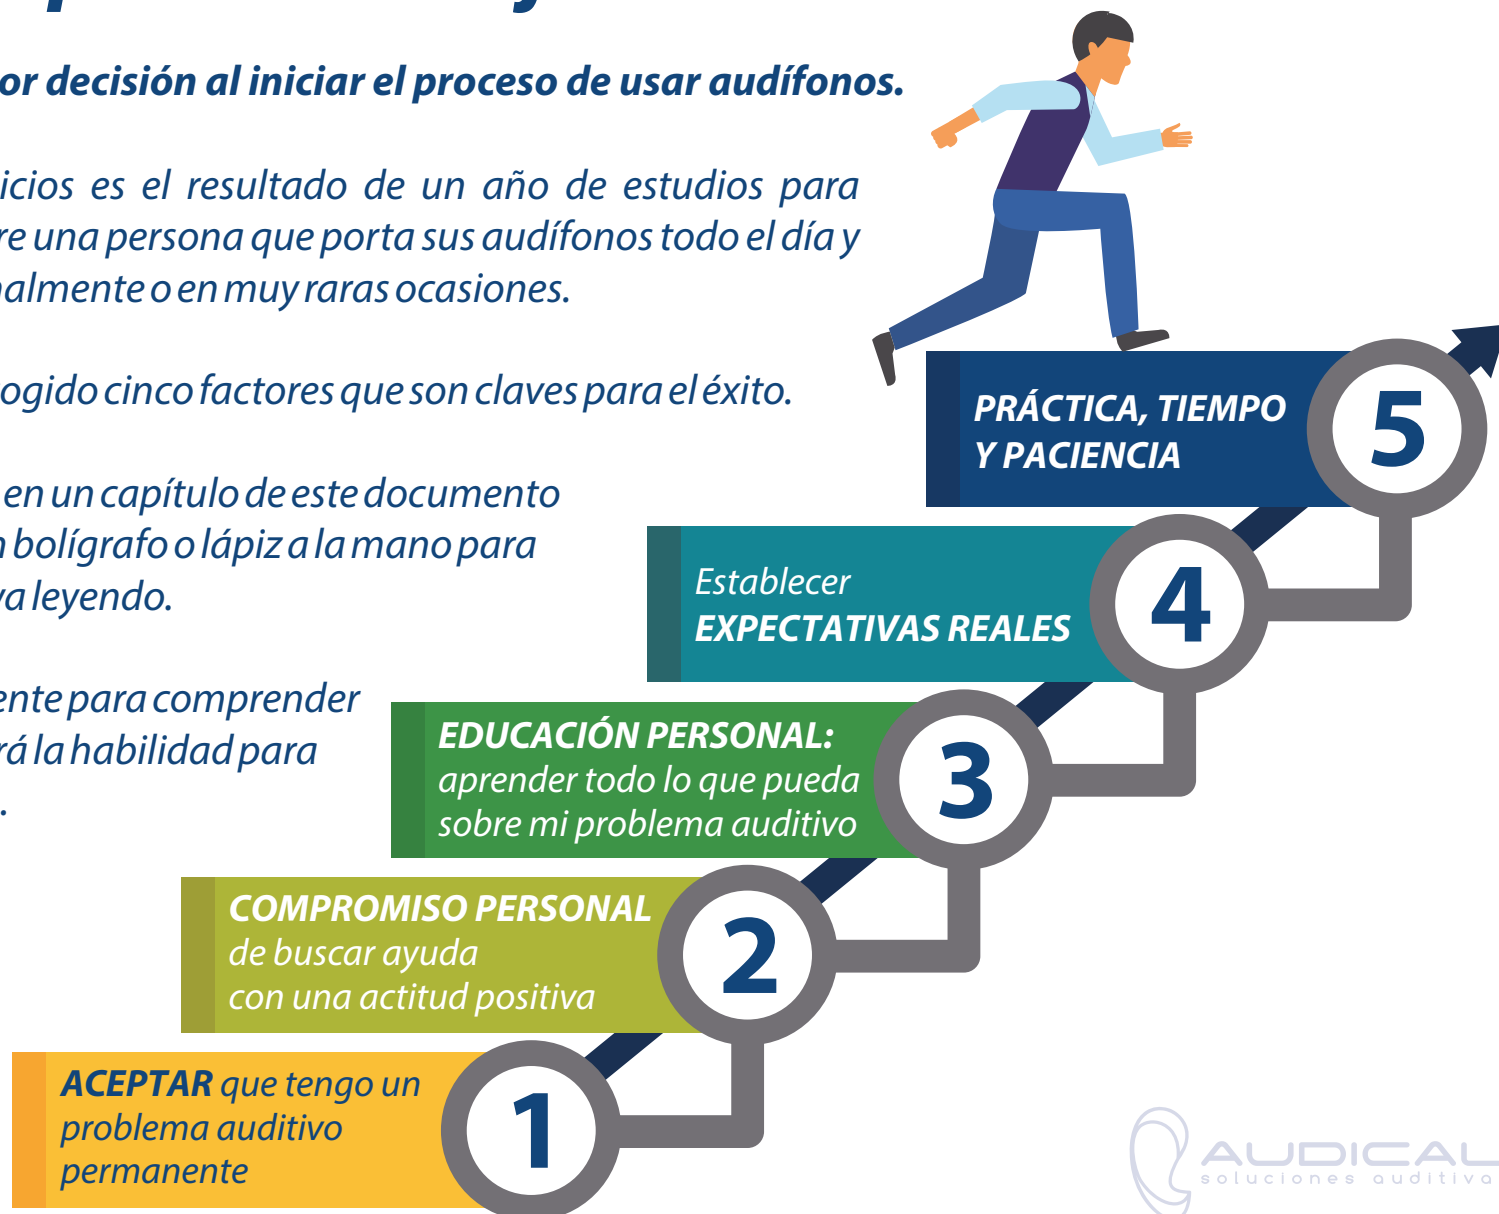 or decisión al iniciar el proceso de usar audífonos.
icios es el resultado de un año de estudios para
re una persona que porta sus audífonos todo el día y
nalmente o en muy raras ocasiones.
ogido cinco factores que son claves para el éxito.
en un capítulo de este documento
n bolígrafo o lápiz a la mano para
va leyendo.
ente para comprender
rá la habilidad para
.
PRÁCTICA, TIEMPO
Y PACIENCIA
5
Establecer
EXPECTATIVAS REALES
4
EDUCACIÓN PERSONAL:
aprender todo lo que pueda
sobre mi problema auditivo
3
COMPROMISO PERSONAL
de buscar ayuda
con una actitud positiva
2
ACEPTAR que tengo un
problema auditivo
permanente
1
AUDICAL
soluciones auditiva